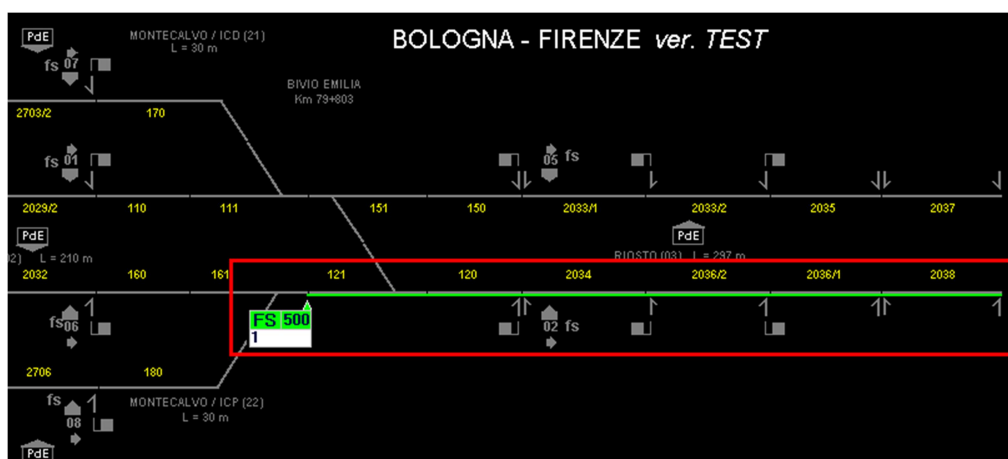 PdE
MONTECALVO / ICD (21)
L = 30 m
BOLOGNA - FIRENZE ver. TEST
fs 07
BIVIO EMILIA
Km 79+803
2703/2 170
fs 01
05 fs
2029/2 110 111 151 150 2033/1 2033/2 2035 2037
PdE
PdE
02) L = 210 m
RIOSTO (03) L = 297 m
2032 160 161 121 120 2034 2036/2 2036/1 2038
FS 500
1
fs 06
02 fs
2706 180
fs
08
MONTECALVO / ICP (22)
L = 30 m
PdE